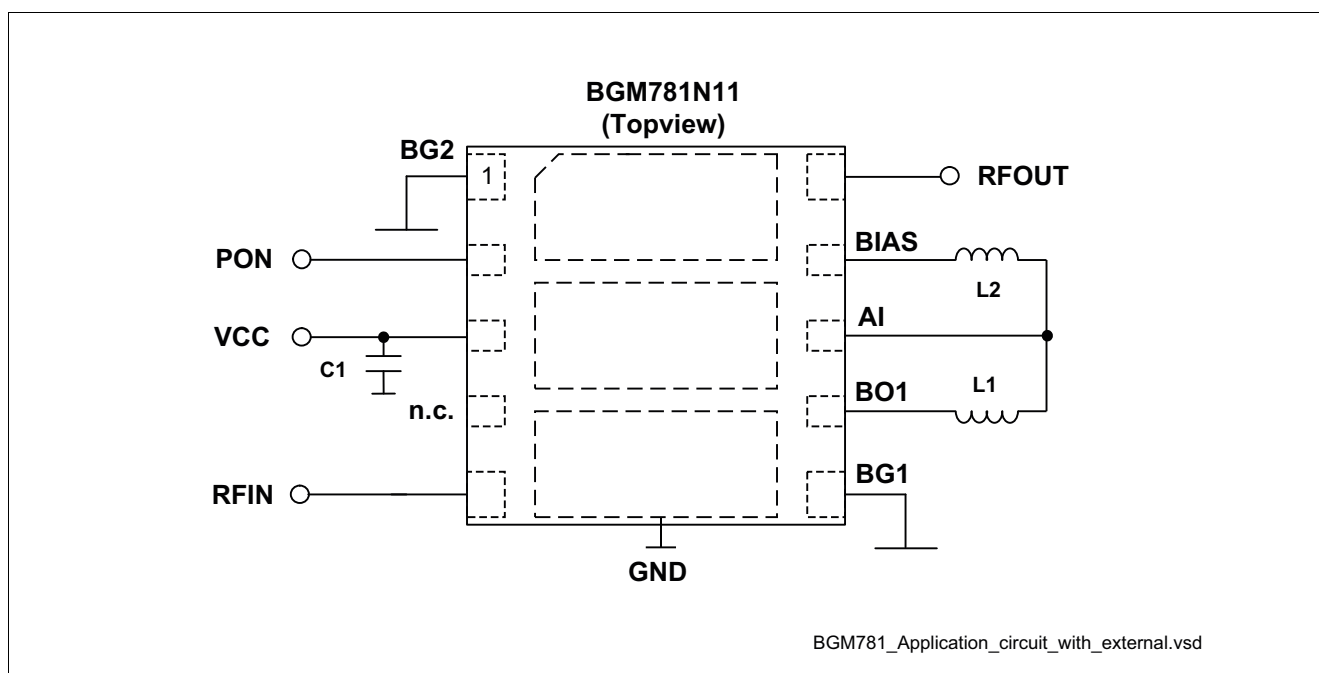 BGM781N11
(Topview)
BG2
1
RFOUT
PON
BIAS
L2
VCC
C1
AI
n.c.
BO1
L1
RFIN
BG1
GND
BGM781_Application_circuit_with_external.vsd